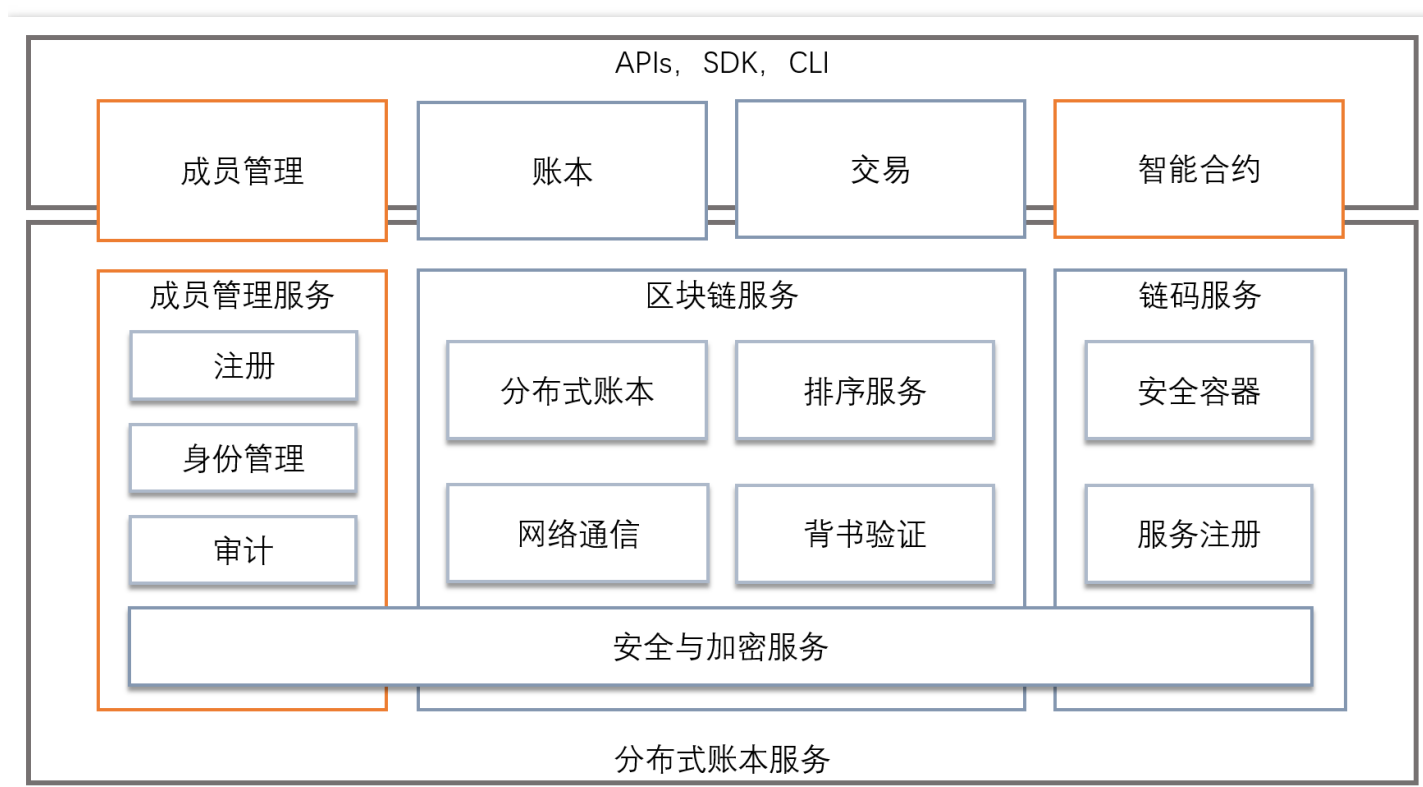 APIs，SDK，CLI
成员管理
账本
交易
智能合约
成员管理服务
注册
身份管理
审计
区块链服务
分布式账本
排序服务
网络通信
背书验证
链码服务
安全容器
服务注册
安全与加密服务
分布式账本服务